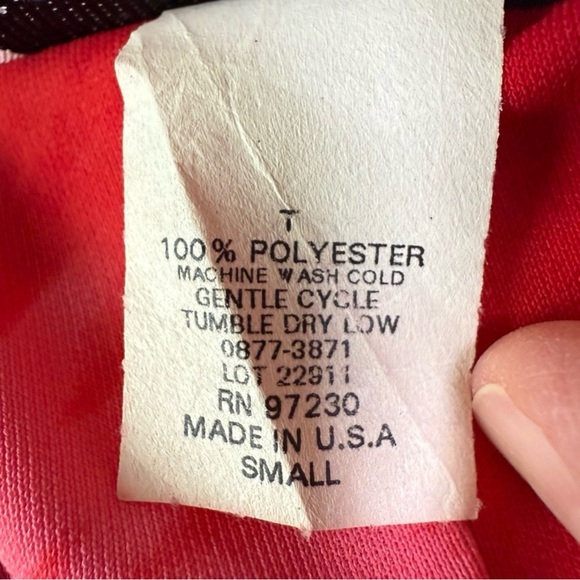 T
100% POLYESTER
MACHINE WASH COLD
GENTLE CYCLE
TUMBLE DRY LOW
0877-3871
LOT 22911
RN 97230
MADE IN U.S.A
SMALL